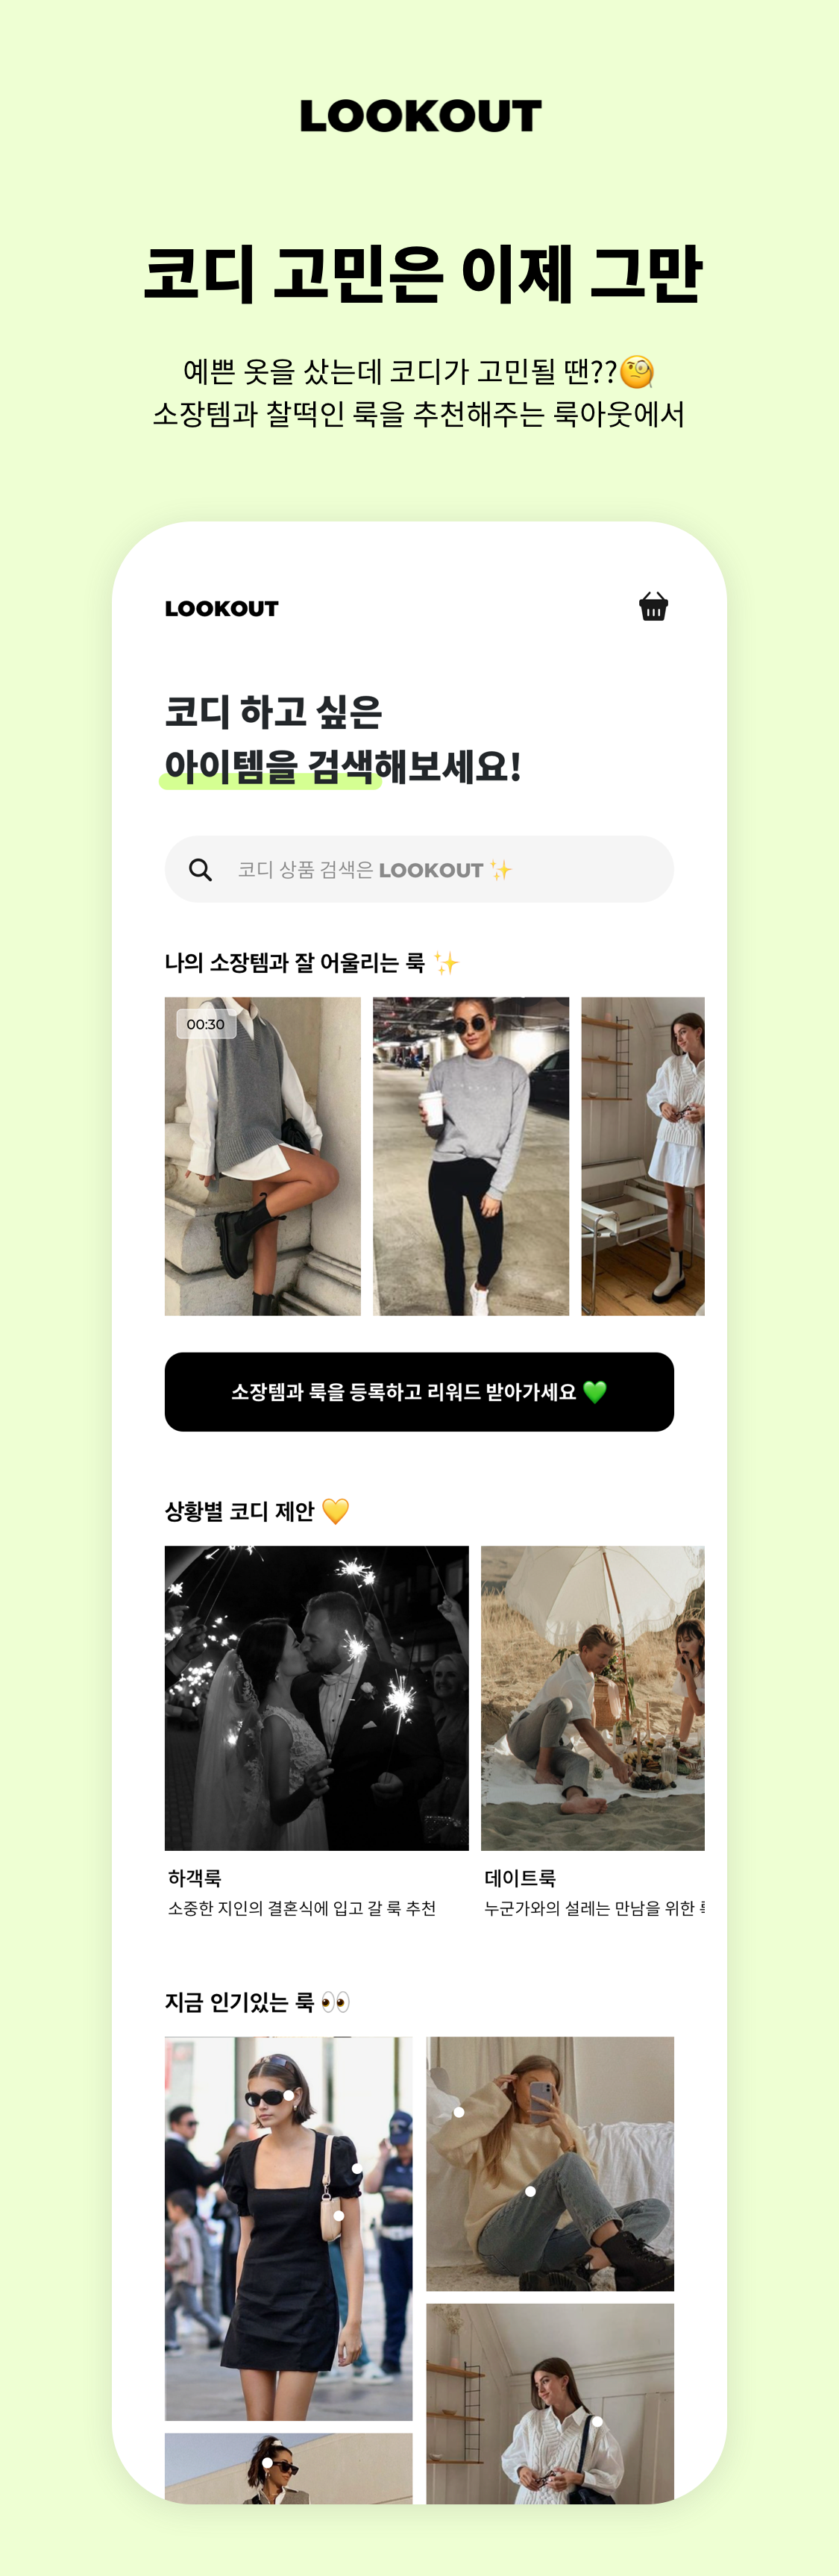 LOOKOUT
코디 고민은 이제 그만
예쁜 옷을 샀는데 코디가 고민될 땐??🧐
소장템과 찰떡인 룩을 추천해주는 룩아웃에서
LOOKOUT
코디 하고 싶은
아이템을 검색해보세요!
코디 상품 검색은 LOOKOUT ✨
나의 소장템과 잘 어울리는 룩 ✨
00:30
소장템과 룩을 등록하고 리워드 받아가세요 💚
상황별 코디 제안 💛
하객룩
데이트룩
소중한 지인의 결혼식에 입고 갈 룩 추천
누군가와의 설레는 만남을 위한
지금 인기있는 룩 👀